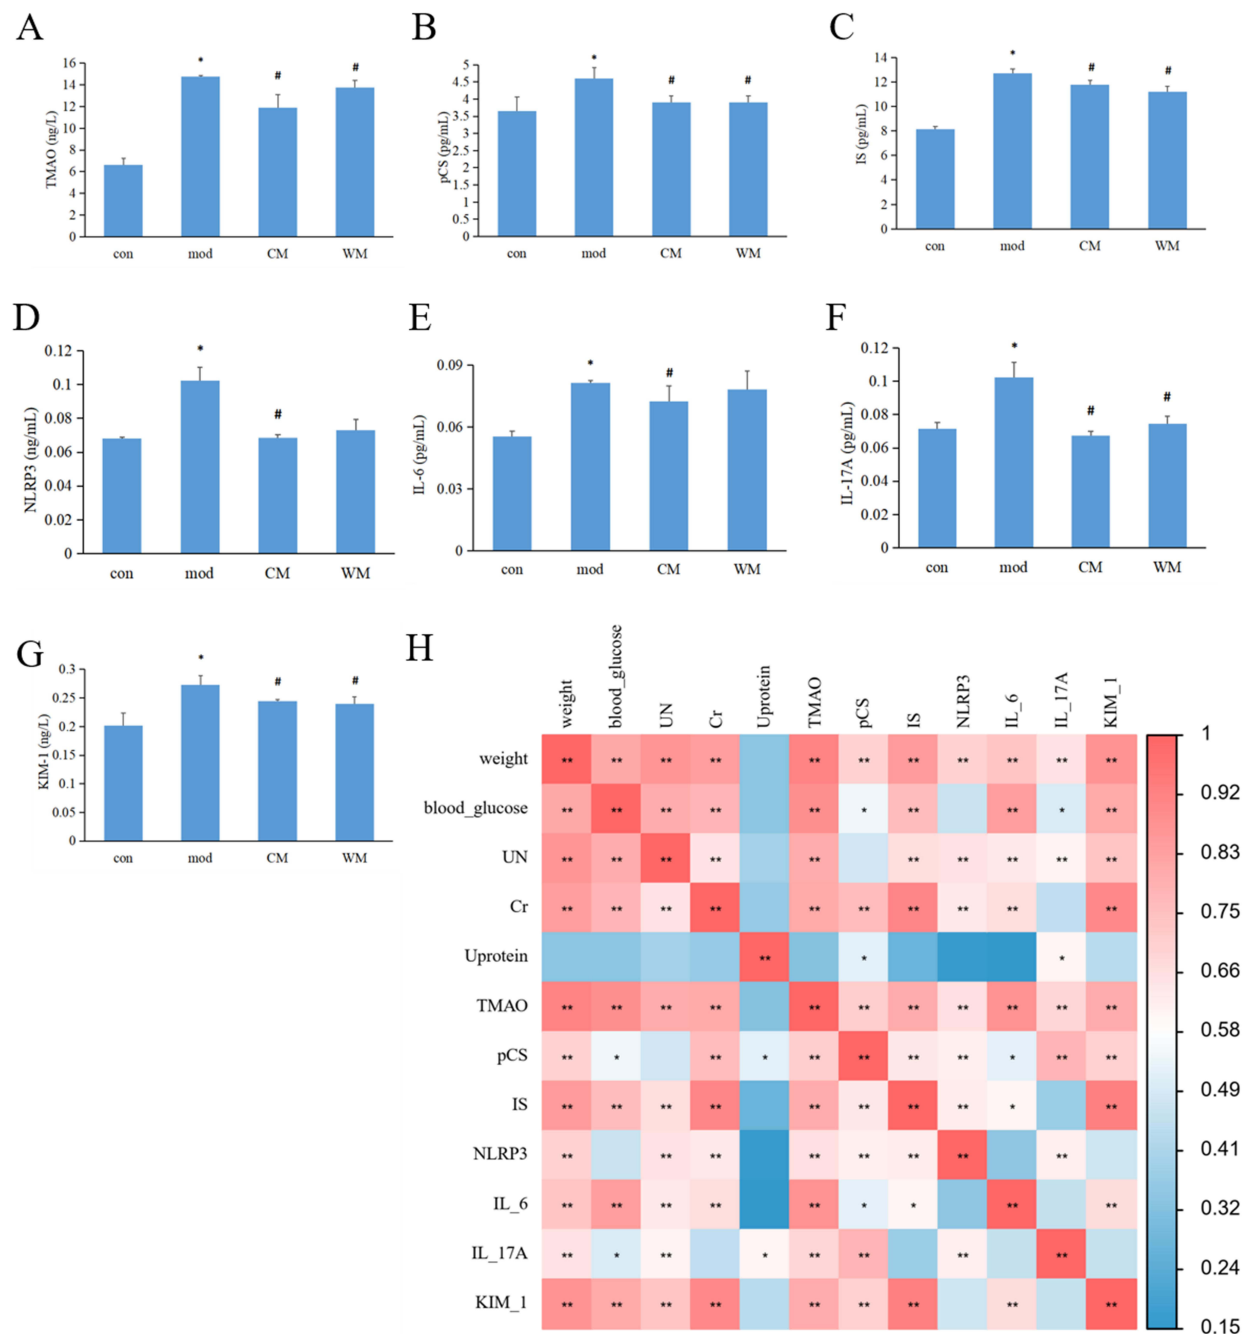 A
TMAO (ng/L)
16
14
12
10
8
6
4
2
0
*
#
#
con mod CM WM
B
pCS (pg/mL)
5
4.5
4
3.5
3
2.5
2
1.5
1
0.5
0
*
#
#
con mod CM WM
C
IS (pg/mL)
14
12
10
8
6
4
2
0
*
#
#
con mod CM WM
D
NLRP3 (ng/mL)
0.12
0.1
0.08
0.06
0.04
0.02
0
*
#
con mod CM WM
E
IL-6 (pg/mL)
0.09
0.06
0.03
0
*
#
con mod CM WM
F
IL-17A (pg/mL)
0.12
0.1
0.08
0.06
0.04
0.02
0
*
#
#
con mod CM WM
G
KIM-1 (ng/L)
0.3
0.25
0.2
0.15
0.1
0.05
0
*
#
#
con mod CM WM
H
weight blood_glucose UN Cr Uprotein TMAO pCS IS NLRP3 IL_6 IL_17A KIM_1
weight ** ** ** ** ** ** ** ** ** ** **
blood_glucose ** ** ** ** ** * ** ** * **
UN ** ** ** ** ** ** ** ** ** **
Cr ** ** ** ** ** ** ** ** ** **
Uprotein ** * *
TMAO ** ** ** ** ** ** ** ** ** ** **
pCS ** * ** * ** ** ** ** * ** **
IS ** ** ** ** ** ** ** ** * **
NLRP3 ** ** ** ** ** ** ** **
IL_6 ** ** ** ** ** * * ** **
IL_17A ** * ** * ** ** ** **
KIM_1 ** ** ** ** ** ** ** ** **
1
0.92
0.83
0.75
0.66
0.58
0.49
0.41
0.32
0.24
0.15